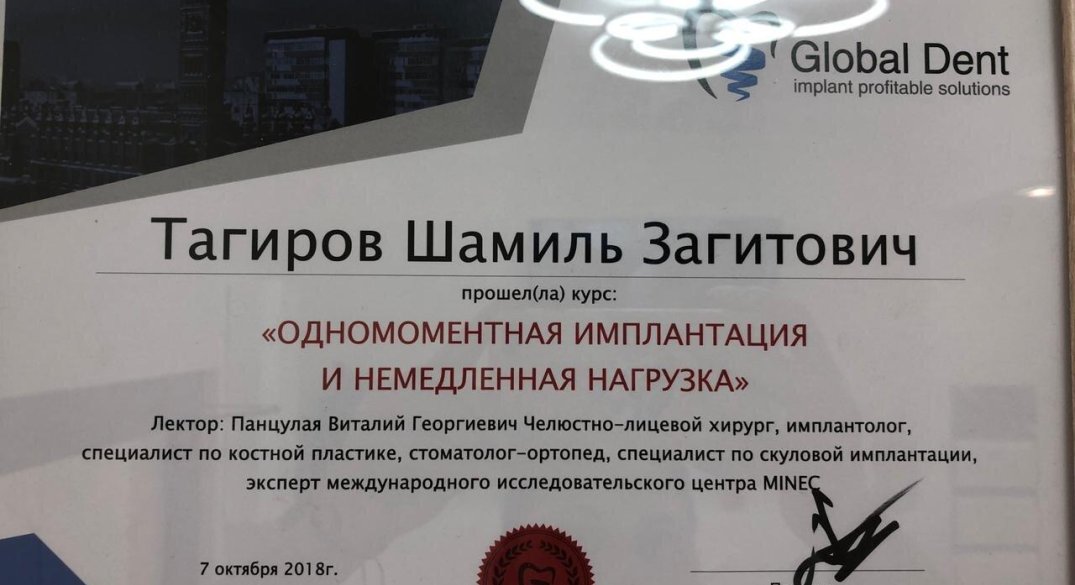 Global Dent
implant profitable solutions
Тагиров Шамиль Загитович
прошел(ла) курс:
«ОДНОМОМЕНТНАЯ ИМПЛАНТАЦИЯ
И НЕМЕДЛЕННАЯ НАГРУЗКА»
Лектор: Панцулая Виталий Георгиевич Челюстно-лицевой хирург, имплантолог,
специалист по костной пластике, стоматолог-ортопед, специалист по скуловой имплантации,
эксперт международного исследовательского центра MINEC
7 октября 2018г.